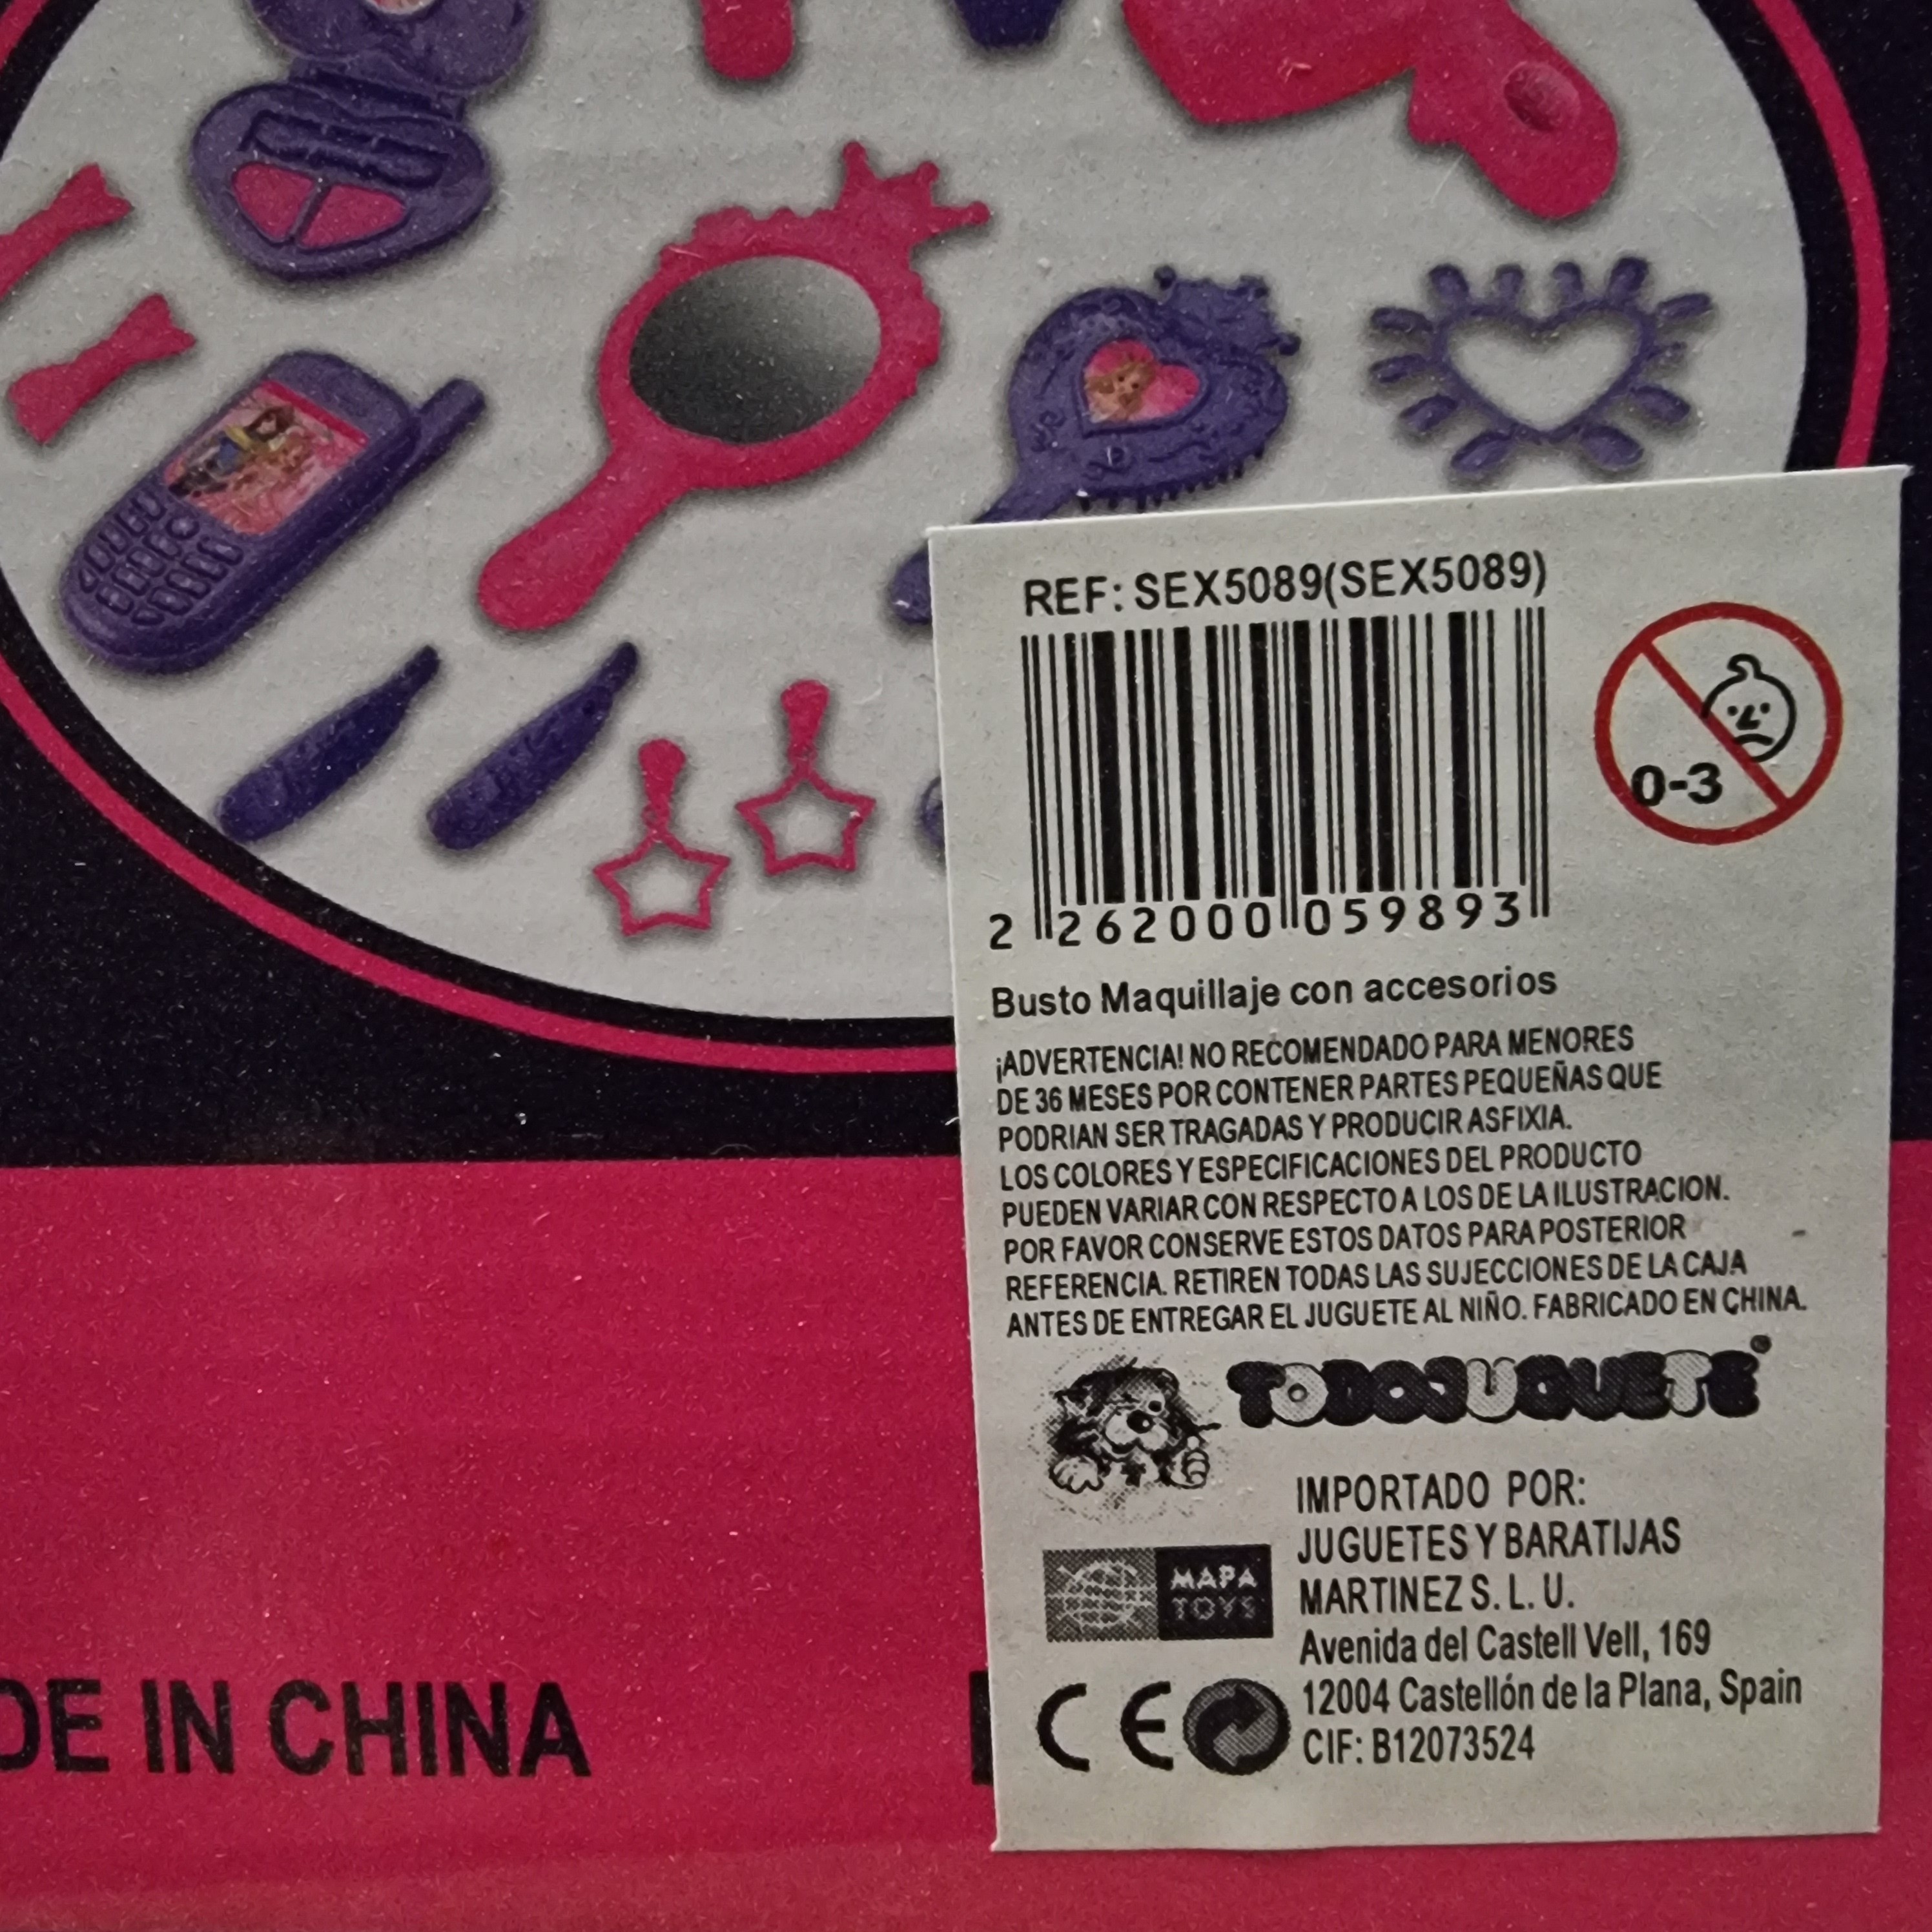 REF: SEX5089(SEX5089)
0-3
2 262000 059893
Busto Maquillaje con accesorios
¡ADVERTENCIA! NO RECOMENDADO PARA MENORES
DE 36 MESES POR CONTENER PARTES PEQUEÑAS QUE
PODRIAN SER TRAGADAS Y PRODUCIR ASFIXIA.
LOS COLORES Y ESPECIFICACIONES DEL PRODUCTO
PUEDEN VARIAR CON RESPECTO A LOS DE LA ILUSTRACION.
POR FAVOR CONSERVE ESTOS DATOS PARA POSTERIOR
REFERENCIA. RETIREN TODAS LAS SUJECCIONES DE LA CAJA
ANTES DE ENTREGAR EL JUGUETE AL NIÑO. FABRICADO EN CHINA.
TODOJUGUETE
MAPA
TOYS
IMPORTADO POR:
JUGUETES Y BARATIJAS
MARTINEZ S. L. U.
Avenida del Castell Vell, 169
12004 Castellón de la Plana, Spain
CIF: B12073524
CE
DE IN CHINA